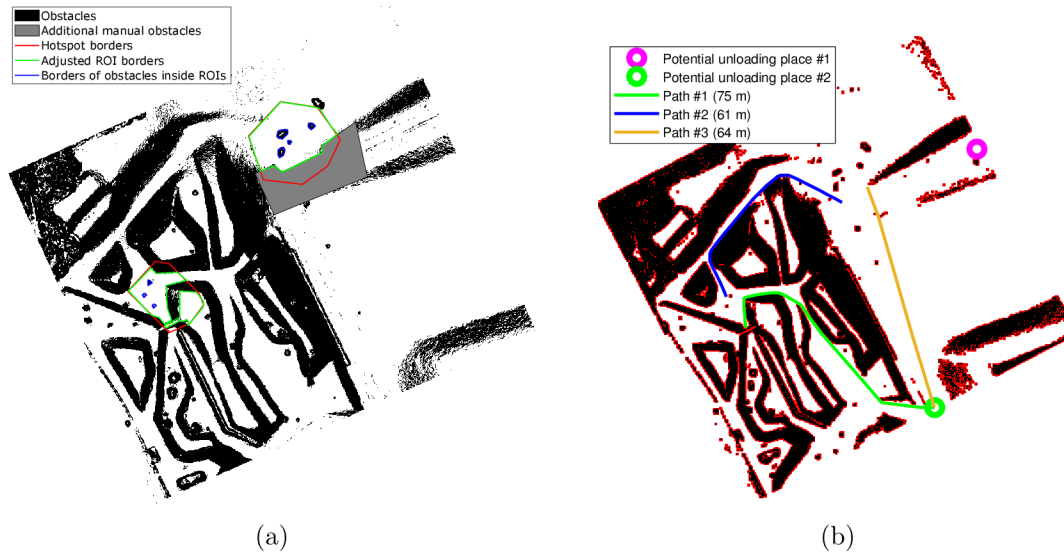 Obstacles
Additional manual obstacles
Hotspot borders
Adjusted ROI borders
Borders of obstacles inside ROIs
Potential unloading place #1
Potential unloading place #2
Path #1 (75 m)
Path #2 (61 m)
Path #3 (64 m)
(a)
(b)